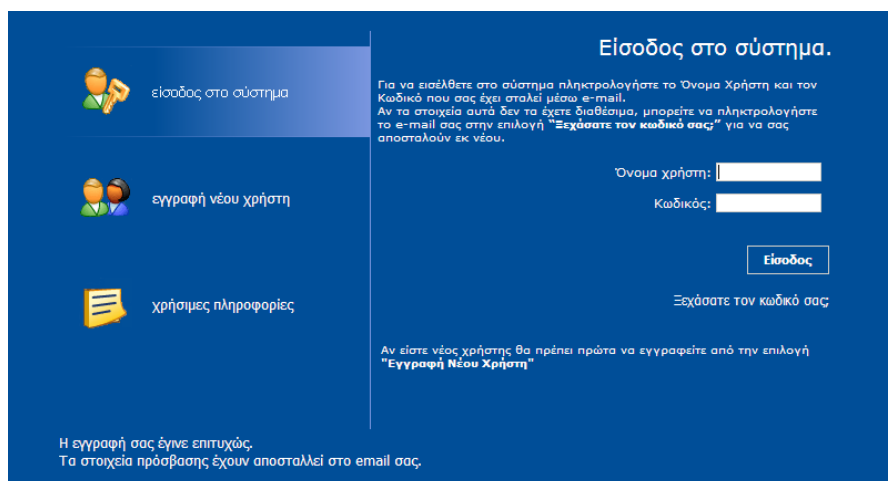 είσοδος στο σύστημα
εγγραφή νέου χρήστη
χρήσιμες πληροφορίες
Είσοδος στο σύστημα.
Για να εισέλθετε στο σύστημα πληκτρολογήστε το Όνομα Χρήστη και τον
Κωδικό που σας έχει σταλεί μέσω e-mail.
Αν τα στοιχεία αυτά δεν τα έχετε διαθέσιμα, μπορείτε να πληκτρολογήστε
το e-mail σας στην επιλογή "Ξεχάσατε τον κωδικό σας;" για να σας
αποσταλούν εκ νέου.
Όνομα χρήστη:
Κωδικός:
Είσοδος
Ξεχάσατε τον κωδικό σας;
Αν είστε νέος χρήστης θα πρέπει πρώτα να εγγραφείτε από την επιλογή
"Εγγραφή Νέου Χρήστη"
Η εγγραφή σας έγινε επιτυχώς.
Τα στοιχεία πρόσβασης έχουν αποσταλλεί στο email σας.